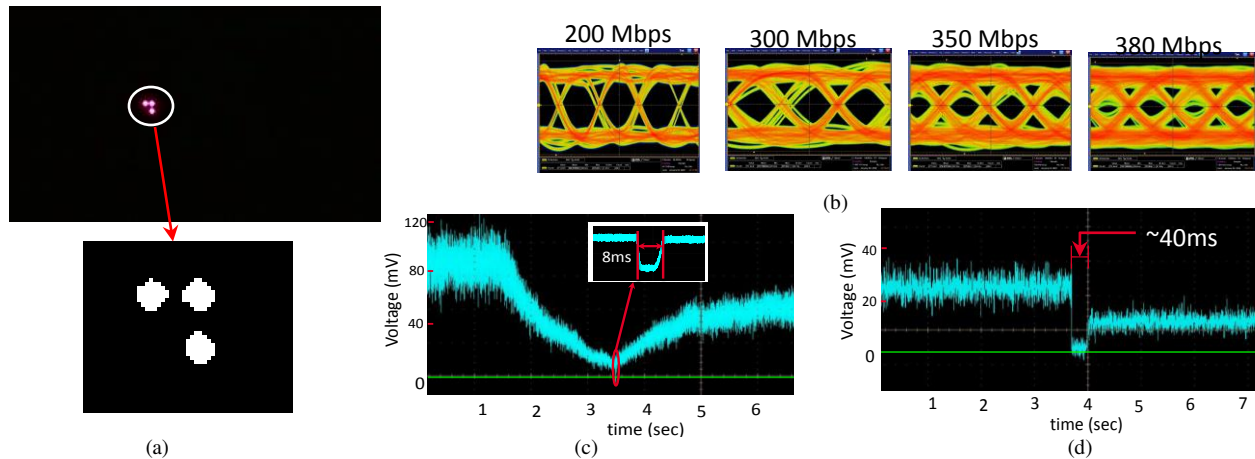 200 Mbps
300 Mbps
350 Mbps
380 Mbps
(b)
120
80
40
0
Voltage (mV)
8ms
1 2 3 4 5 6
time (sec)
(a)
(c)
40
20
0
Voltage (mV)
~40ms
1 2 3 4 5 6 7
time (sec)
(d)